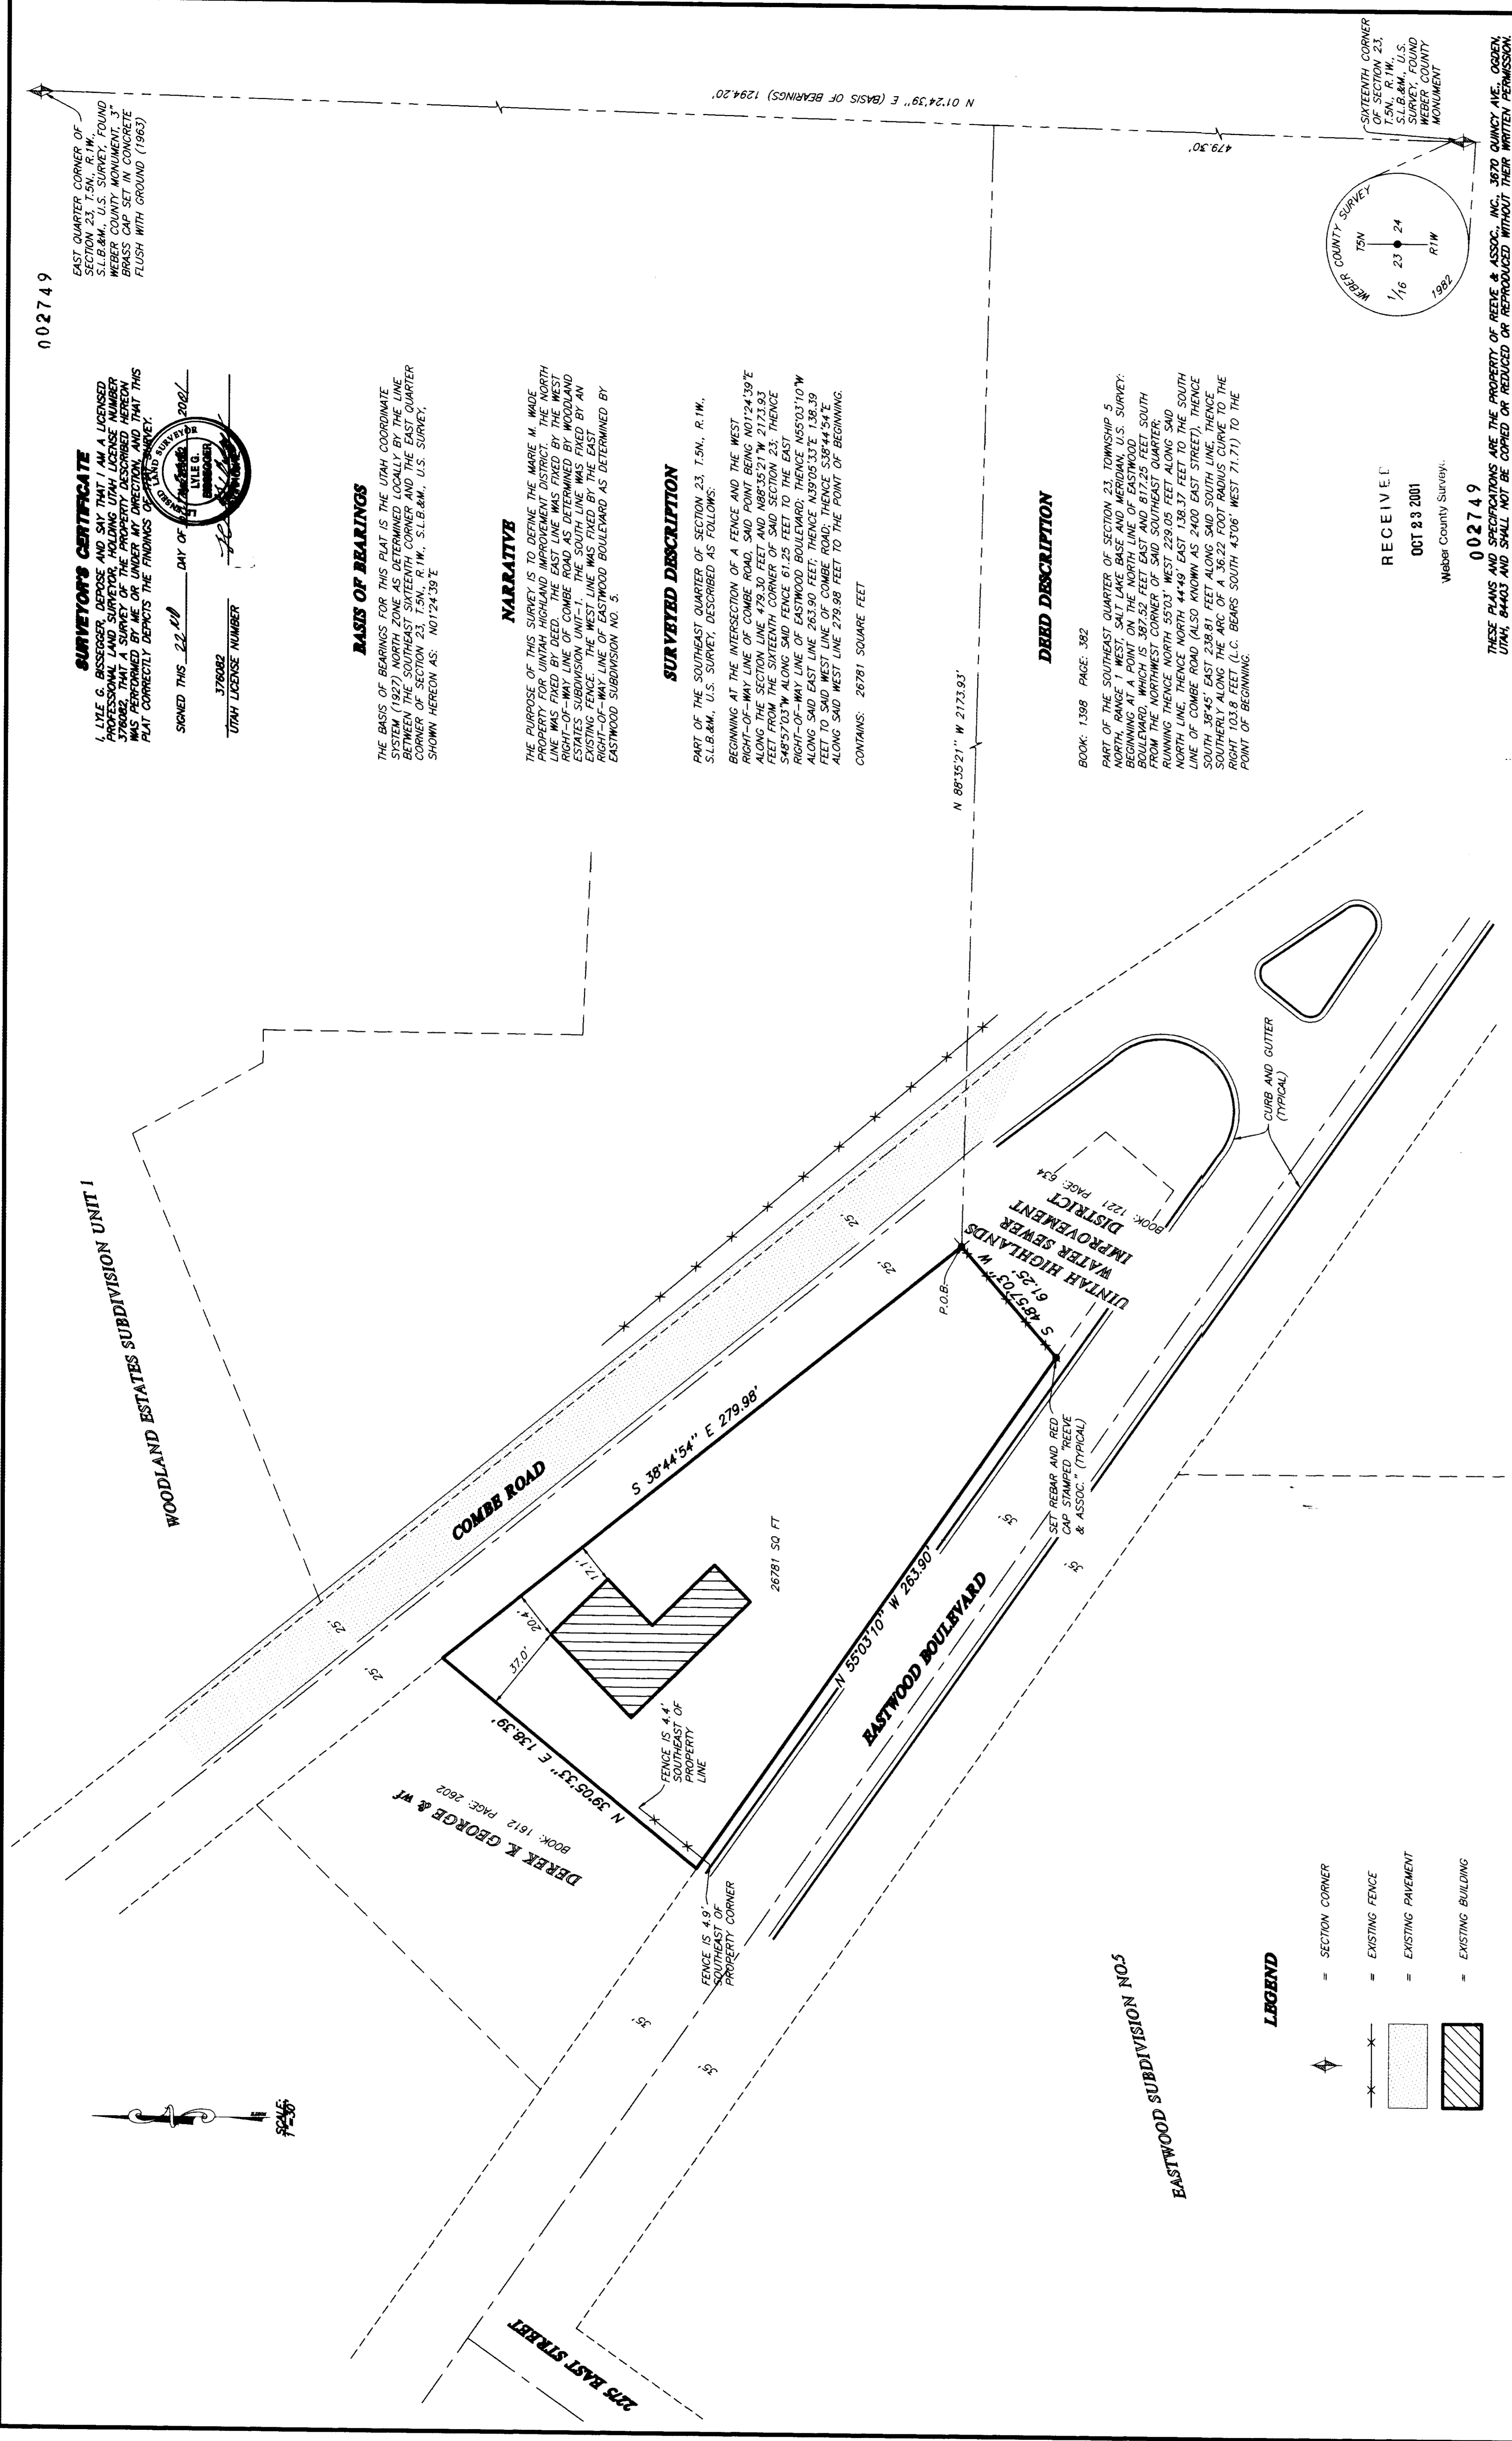 002749
EAST QUARTER CORNER OF
SECTION 23, T.5N., R.1W.,
S.L.B.&M., U.S. SURVEY, FOUND
WEBER COUNTY MONUMENT, 3"
BRASS CAP SET IN CONCRETE
FLUSH WITH GROUND (1963)
SURVEYOR'S CERTIFICATE
I, LYLE G. BISSEGGER, DEPOSE AND SAY THAT I AM A LICENSED
PROFESSIONAL LAND SURVEYOR, HOLDING UTAH LICENSE NUMBER
376082, THAT A SURVEY OF THE PROPERTY DESCRIBED HEREON
WAS PERFORMED BY ME OR UNDER MY DIRECTION, AND THAT THIS
PLAT CORRECTLY DEPICTS THE FINDINGS OF THAT SURVEY.
SIGNED THIS 22 ND DAY OF 2001
LAND SURVEYOR
LYLE G.
BISSEGGER
376082
UTAH LICENSE NUMBER
BASIS OF BEARINGS
THE BASIS OF BEARINGS FOR THIS PLAT IS THE UTAH COORDINATE
SYSTEM (1927) NORTH ZONE AS DETERMINED LOCALLY BY THE LINE
BETWEEN THE SOUTHEAST SIXTEENTH CORNER AND THE EAST QUARTER
CORNER OF SECTION 23, T.5N., R.1W., S.L.B.&M., U.S. SURVEY,
SHOWN HEREON AS: N01°24'39"E
NARRATIVE
THE PURPOSE OF THIS SURVEY IS TO DEFINE THE MARIE M. WADE
PROPERTY FOR UINTAH HIGHLAND IMPROVEMENT DISTRICT. THE NORTH
LINE WAS FIXED BY DEED. THE EAST LINE WAS FIXED BY THE WEST
RIGHT-OF-WAY LINE OF COMBE ROAD AS DETERMINED BY WOODLAND
ESTATES SUBDIVISION UNIT-1. THE SOUTH LINE WAS FIXED BY AN
EXISTING FENCE. THE WEST LINE WAS FIXED BY THE EAST
RIGHT-OF-WAY LINE OF EASTWOOD BOULEVARD AS DETERMINED BY
EASTWOOD SUBDIVISION NO. 5.
SURVEYED DESCRIPTION
PART OF THE SOUTHEAST QUARTER OF SECTION 23, T.5N., R.1W.,
S.L.B.&M., U.S. SURVEY, DESCRIBED AS FOLLOWS:
BEGINNING AT THE INTERSECTION OF A FENCE AND THE WEST
RIGHT-OF-WAY LINE OF COMBE ROAD, SAID POINT BEING N01°24'39"E
ALONG THE SECTION LINE 479.30 FEET AND N88°35'21"W 2173.93
FEET FROM THE SIXTEENTH CORNER OF SAID SECTION 23; THENCE
S48°57'03"W ALONG SAID FENCE 61.25 FEET TO THE EAST
RIGHT-OF-WAY LINE OF EASTWOOD BOULEVARD; THENCE N55°03'10"W
ALONG SAID EAST LINE 263.90 FEET; THENCE N39°05'33"E 138.39
FEET TO SAID WEST LINE OF COMBE ROAD; THENCE S38°44'54"E
ALONG SAID WEST LINE 279.98 FEET TO THE POINT OF BEGINNING.
CONTAINS: 26781 SQUARE FEET
DEED DESCRIPTION
BOOK: 1398 PAGE: 382
PART OF THE SOUTHEAST QUARTER OF SECTION 23, TOWNSHIP 5
NORTH, RANGE 1 WEST, SALT LAKE BASE AND MERIDIAN, U.S. SURVEY:
BEGINNING AT A POINT ON THE NORTH LINE OF EASTWOOD
BOULEVARD, WHICH IS 387.52 FEET EAST AND 817.25 FEET SOUTH
FROM THE NORTHWEST CORNER OF SAID SOUTHEAST QUARTER;
RUNNING THENCE NORTH 55°03' WEST 229.05 FEET ALONG SAID
NORTH LINE, THENCE NORTH 44°49' EAST 138.37 FEET TO THE SOUTH
LINE OF COMBE ROAD (ALSO KNOWN AS 2400 EAST STREET), THENCE
SOUTH 38°45' EAST 238.81 FEET ALONG SAID SOUTH LINE, THENCE
SOUTHERLY ALONG THE ARC OF A 36.22 FOOT RADIUS CURVE TO THE
RIGHT 103.8 FEET (L.C. BEARS SOUTH 43°06' WEST 71.71) TO THE
POINT OF BEGINNING.
N 01°24'39" E (BASIS OF BEARINGS) 1294.20'
479.30'
N 88°35'21" W 2173.93'
SIXTEENTH CORNER
OF SECTION 23,
T.5N., R.1W.,
S.L.B.&M., U.S.
SURVEY, FOUND
WEBER COUNTY
MONUMENT
WEBER COUNTY SURVEY
T5N
1/16 23 24
R1W
1982
RECEIVED
OCT 23 2001
Weber County Survey
002749
THESE PLANS AND SPECIFICATIONS ARE THE PROPERTY OF REEVE & ASSOC., INC., 3670 QUINCY AVE., OGDEN,
UTAH, 84403 AND SHALL NOT BE COPIED OR REDUCED OR REPRODUCED WITHOUT THEIR WRITTEN PERMISSION.
WOODLAND ESTATES SUBDIVISION UNIT 1
COMBE ROAD
25'
25'
25'
25'
S 38°44'54" E 279.98'
17.1'
20.4'
37.0'
26781 SQ FT
N 39°05'33" E 138.39'
DEREK K. GEORGE & wf
BOOK: 1612 PAGE: 2602
FENCE IS 4.4'
SOUTHEAST OF
PROPERTY
LINE
FENCE IS 4.9'
SOUTHEAST OF
PROPERTY CORNER
N 55°03'10" W 263.90'
EASTWOOD BOULEVARD
35'
35'
35'
35'
P.O.B.
S 48°57'03" W
61.25'
UINTAH HIGHLANDS
WATER SEWER
IMPROVEMENT
DISTRICT
BOOK: 1221 PAGE: 634
SET REBAR AND RED
CAP STAMPED "REEVE
& ASSOC." (TYPICAL)
CURB AND GUTTER
(TYPICAL)
SCALE:
1"=30'
2275 EAST STREET
EASTWOOD SUBDIVISION NO.5
LEGEND
= SECTION CORNER
= EXISTING FENCE
= EXISTING PAVEMENT
= EXISTING BUILDING